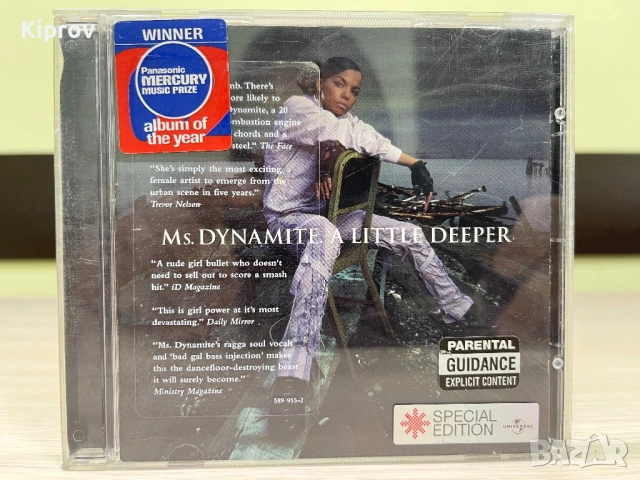 Kiprov
WINNER
Panasonic
MERCURY
MUSIC PRIZE
album of
the year
mb. There's
ore likely to
Dynamite, a 20
ombustion engine
chords and a
steel." The Face
"She's simply the most exciting
female artist to emerge from the
urban scene in five years."
Trevor Nelson
Ms. DYNAMITE. A LITTLE DEEPER
"A rude girl bullet who doesn't
need to sell out to score a smash
hit." iD Magazine
"This is girl power at it's most
devastating." Daily Mirror
"Ms. Dynamite's ragga soul vocals
and 'bad gal bass injection' makes
this the dancefloor-destroying beast
it will surely become."
Ministry Magazine
589 955-2
PARENTAL
GUIDANCE
EXPLICIT CONTENT
SPECIAL
EDITION
UNIVERSAL
BAZAR